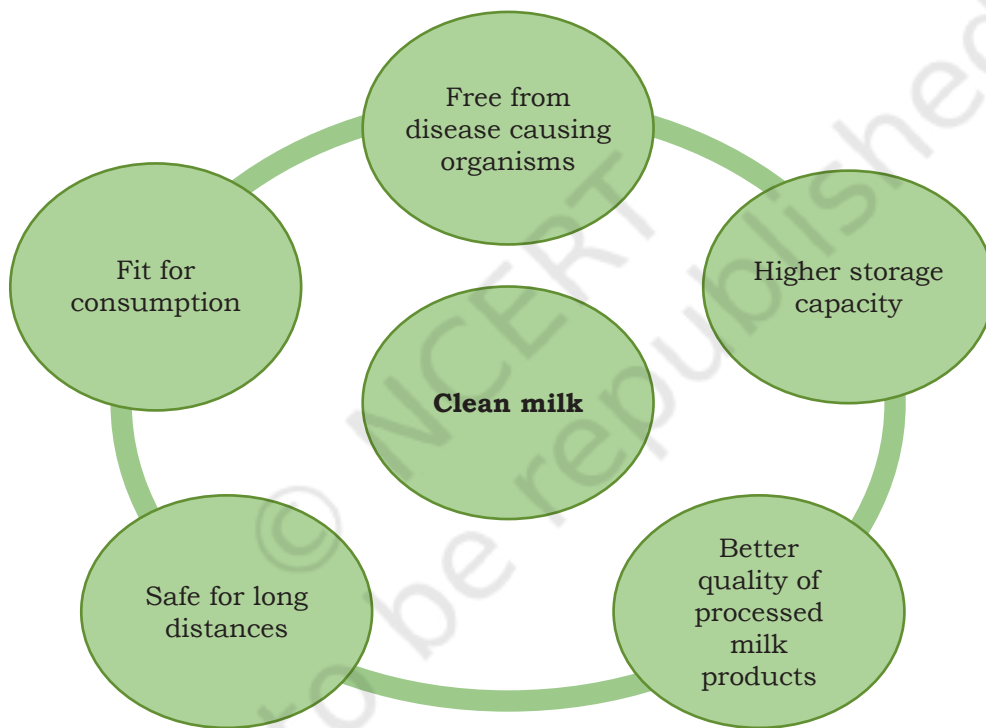 Free from
disease causing
organisms
Fit for
consumption
Higher storage
capacity
Clean milk
Safe for long
distances
Better
quality of
processed
milk
products
© NCERT
to be republished